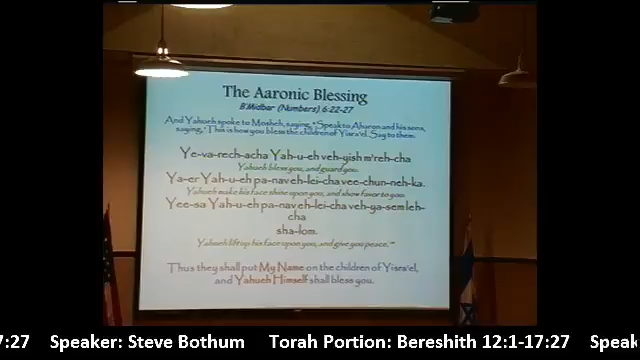 The Aaronic Blessing
B'Midbar (Numbers) 6:22-27
And Yahueh spoke to Mosheh, saying, "Speak to Aharon and his sons,
saying, 'This is how you bless the children of Yisra'el. Say to them:
Ye-va-rech-acha Yah-u-eh veh-yish m'reh-cha
Yahueh bless you, and guard you.
Ya-er Yah-u-eh pa-nav eh-lei-cha vee-chun-neh-ka.
Yahueh make his face shine upon you, and show favor to you.
Yee-sa Yah-u-eh pa-nav eh-lei-cha veh-ya-sem leh-
cha
sha-lom.
Yahueh lift up his face upon you, and give you peace.'"
Thus they shall put My Name on the children of Yisra'el,
and Yahueh Himself shall bless you.
7:27 Speaker: Steve Bothum Torah Portion: Bereshith 12:1-17:27 Speak